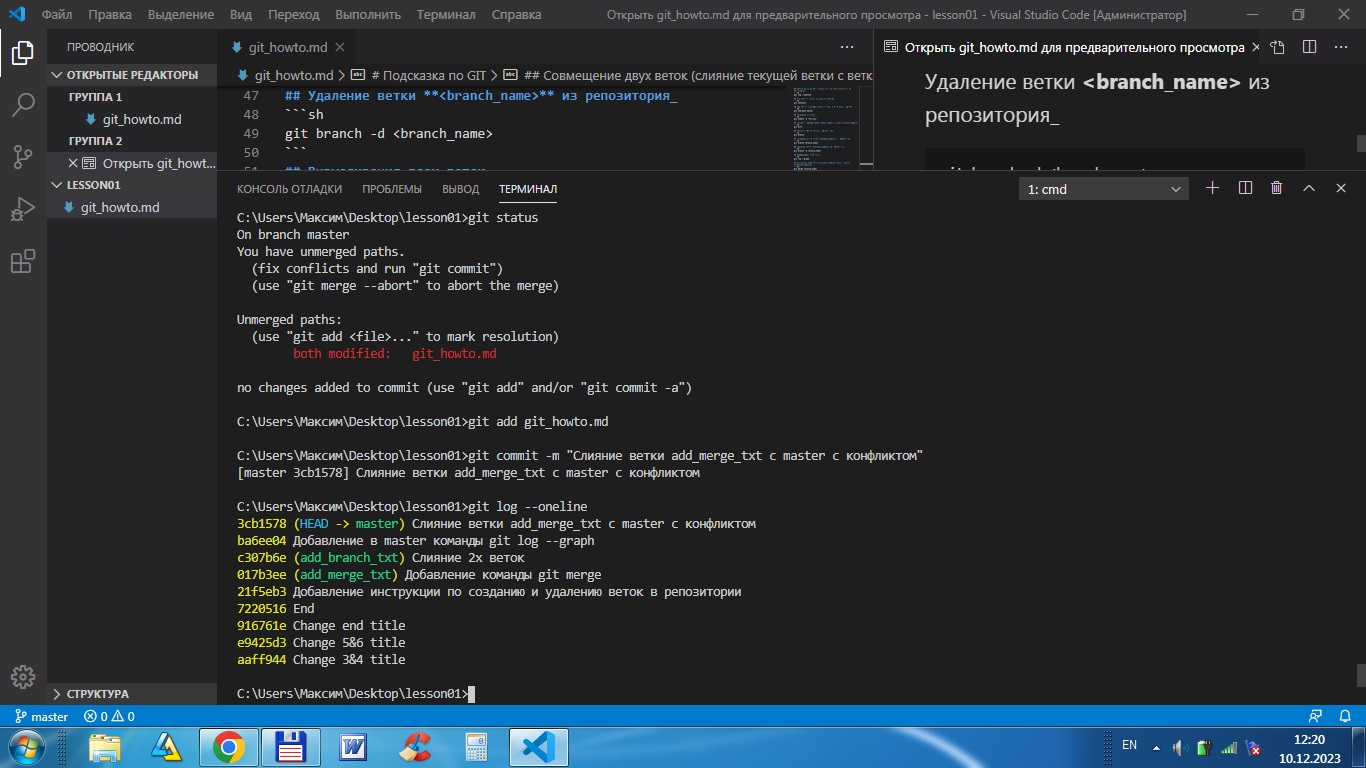 Файл Правка Выделение Вид Переход Выполнить Терминал Справка
Открыть git_howto.md для предварительного просмотра - lesson01 - Visual Studio Code [Администратор]
ПРОВОДНИК
ОТКРЫТЫЕ РЕДАКТОРЫ
ГРУППА 1
git_howto.md
ГРУППА 2
Открыть git_howt...
LESSON01
git_howto.md
СТРУКТУРА
git_howto.md
git_howto.md > # Подсказка по GIT > ## Совмещение двух веток (слияние текущей ветки с ветк
47 ## Удаление ветки **<branch_name>** из репозитория_
48 ```sh
49 git branch -d <branch_name>
50 ```
Открыть git_howto.md для предварительного просмотра
Удаление ветки <branch_name> из
репозитория_
КОНСОЛЬ ОТЛАДКИ ПРОБЛЕМЫ ВЫВОД ТЕРМИНАЛ
1: cmd
C:\Users\Максим\Desktop\lesson01>git status
On branch master
You have unmerged paths.
(fix conflicts and run "git commit")
(use "git merge --abort" to abort the merge)
Unmerged paths:
(use "git add <file>..." to mark resolution)
both modified: git_howto.md
no changes added to commit (use "git add" and/or "git commit -a")
C:\Users\Максим\Desktop\lesson01>git add git_howto.md
C:\Users\Максим\Desktop\lesson01>git commit -m "Слияние ветки add_merge_txt с master с конфликтом"
[master 3cb1578] Слияние ветки add_merge_txt с master с конфликтом
C:\Users\Максим\Desktop\lesson01>git log --oneline
3cb1578 (HEAD -> master) Слияние ветки add_merge_txt с master с конфликтом
ba6ee04 Добавление в master команды git log --graph
c307b6e (add_branch_txt) Слияние 2х веток
017b3ee (add_merge_txt) Добавление команды git merge
21f5eb3 Добавление инструкции по созданию и удалению веток в репозитории
7220516 End
916761e Change end title
e9425d3 Change 5&6 title
aaff944 Change 3&4 title
C:\Users\Максим\Desktop\lesson01>
master 0 0
EN
12:20
10.12.2023